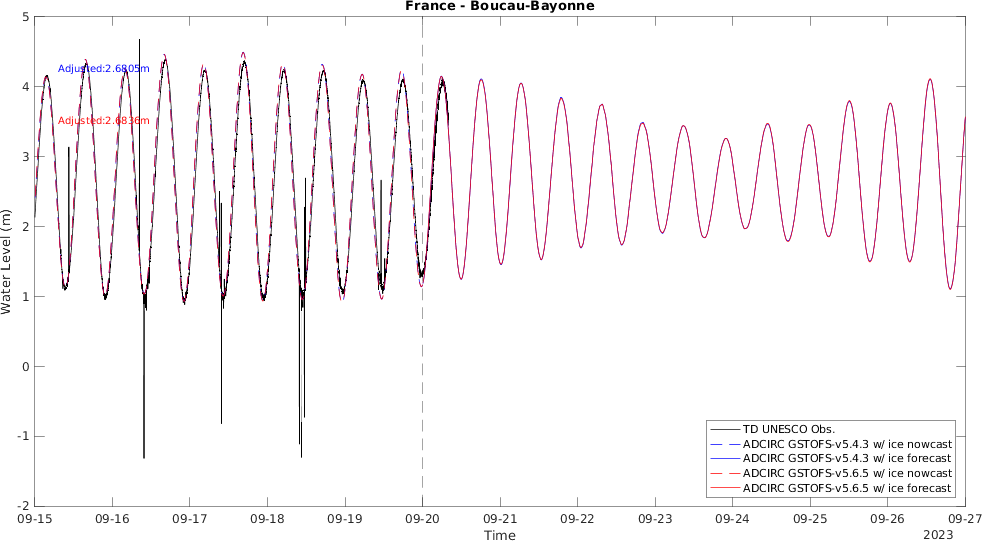 France - Boucau-Bayonne
5
4
3
2
1
0
-1
-2
Water Level (m)
Adjusted:2.6805m
Adjusted:2.6836m
TD UNESCO Obs.
ADCIRC GSTOFS-v5.4.3 w/ ice nowcast
ADCIRC GSTOFS-v5.4.3 w/ ice forecast
ADCIRC GSTOFS-v5.6.5 w/ ice nowcast
ADCIRC GSTOFS-v5.6.5 w/ ice forecast
09-15 09-16 09-17 09-18 09-19 09-20 09-21 09-22 09-23 09-24 09-25 09-26 09-27
Time
2023